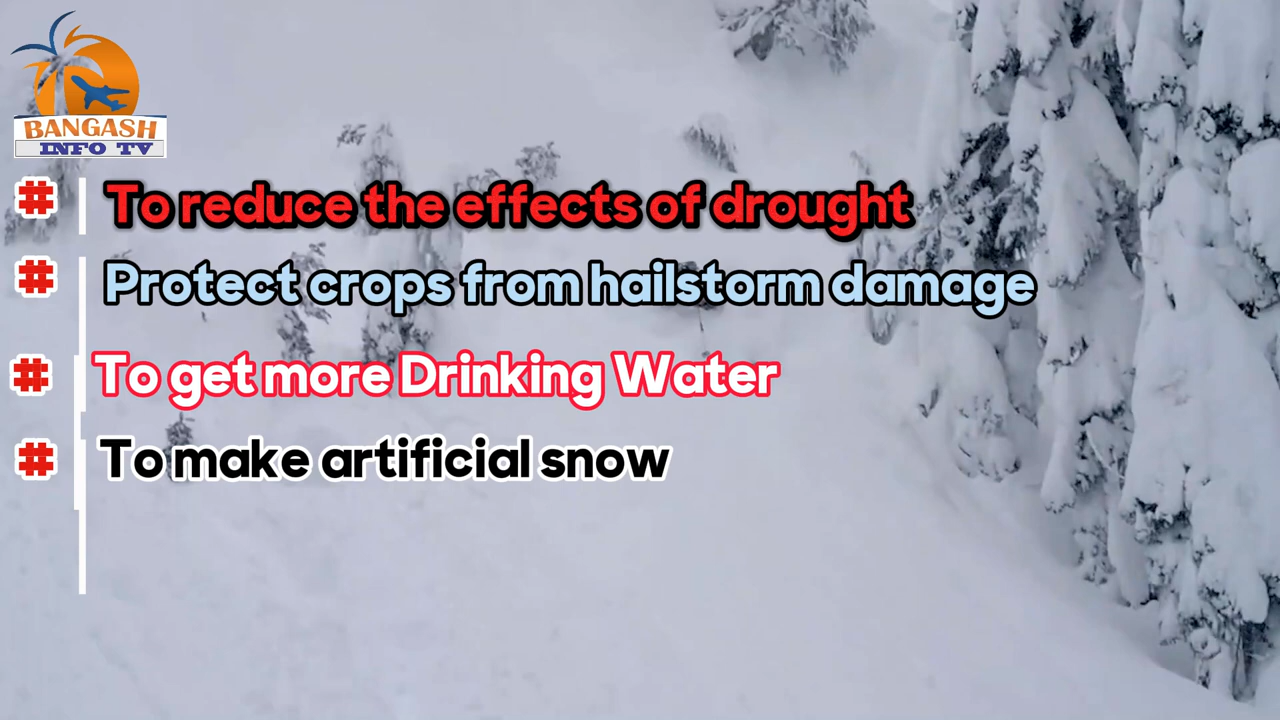 BANGASH
INFO TV
# To reduce the effects of drought
# Protect crops from hailstorm damage
# To get more Drinking Water
# To make artificial snow